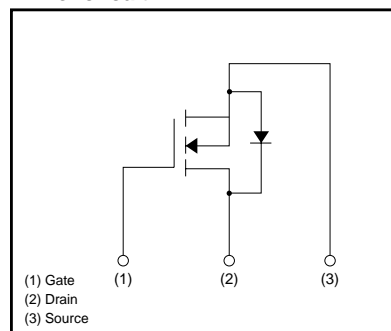 (1) Gate
(2) Drain
(3) Source
(1)
(2)
(3)